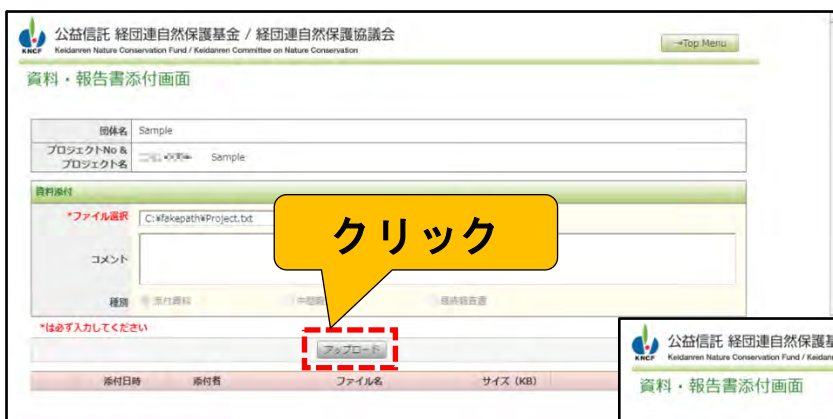 公益信託 経団連自然保護基金 / 経団連自然保護協議会
KNCF Keidanren Nature Conservation Fund / Keidanren Committee on Nature Conservation
→Top Menu
資料・報告書添付画面
団体名 Sample
プロジェクトNo &
プロジェクト名 Sample
資料添付
*ファイル選択 C:¥fakepath¥Project.txt
クリック
コメント
種別 添付資料 最終報告書
*は必ず入力してください
アップロード
添付日時 添付者 ファイル名 サイズ (KB)
公益信託 経団連自然保護
KNCF Keidanren Nature Conservation Fund / Keidan
資料・報告書添付画面